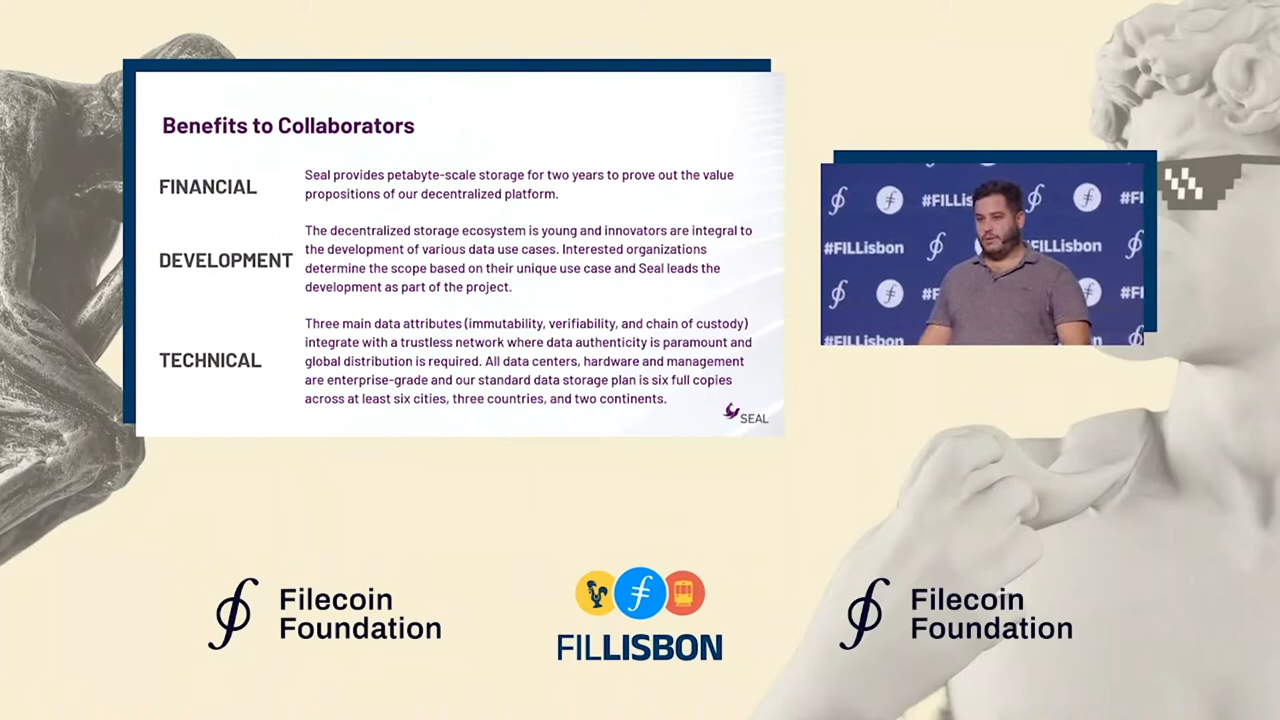 Benefits to Collaborators
FINANCIAL
Seal provides petabyte-scale storage for two years to prove out the value
propositions of our decentralized platform.
DEVELOPMENT
The decentralized storage ecosystem is young and innovators are integral to
the development of various data use cases. Interested organizations
determine the scope based on their unique use case and Seal leads the
development as part of the project.
TECHNICAL
Three main data attributes (immutability, verifiability, and chain of custody)
integrate with a trustless network where data authenticity is paramount and
global distribution is required. All data centers, hardware and management
are enterprise-grade and our standard data storage plan is six full copies
across at least six cities, three countries, and two continents.
SEAL
#FILLis
#FI
#FILLisbon
FILLisbon
#F
#FI
#FILLisbon
Filecoin
Foundation
FILLISBON
Filecoin
Foundation